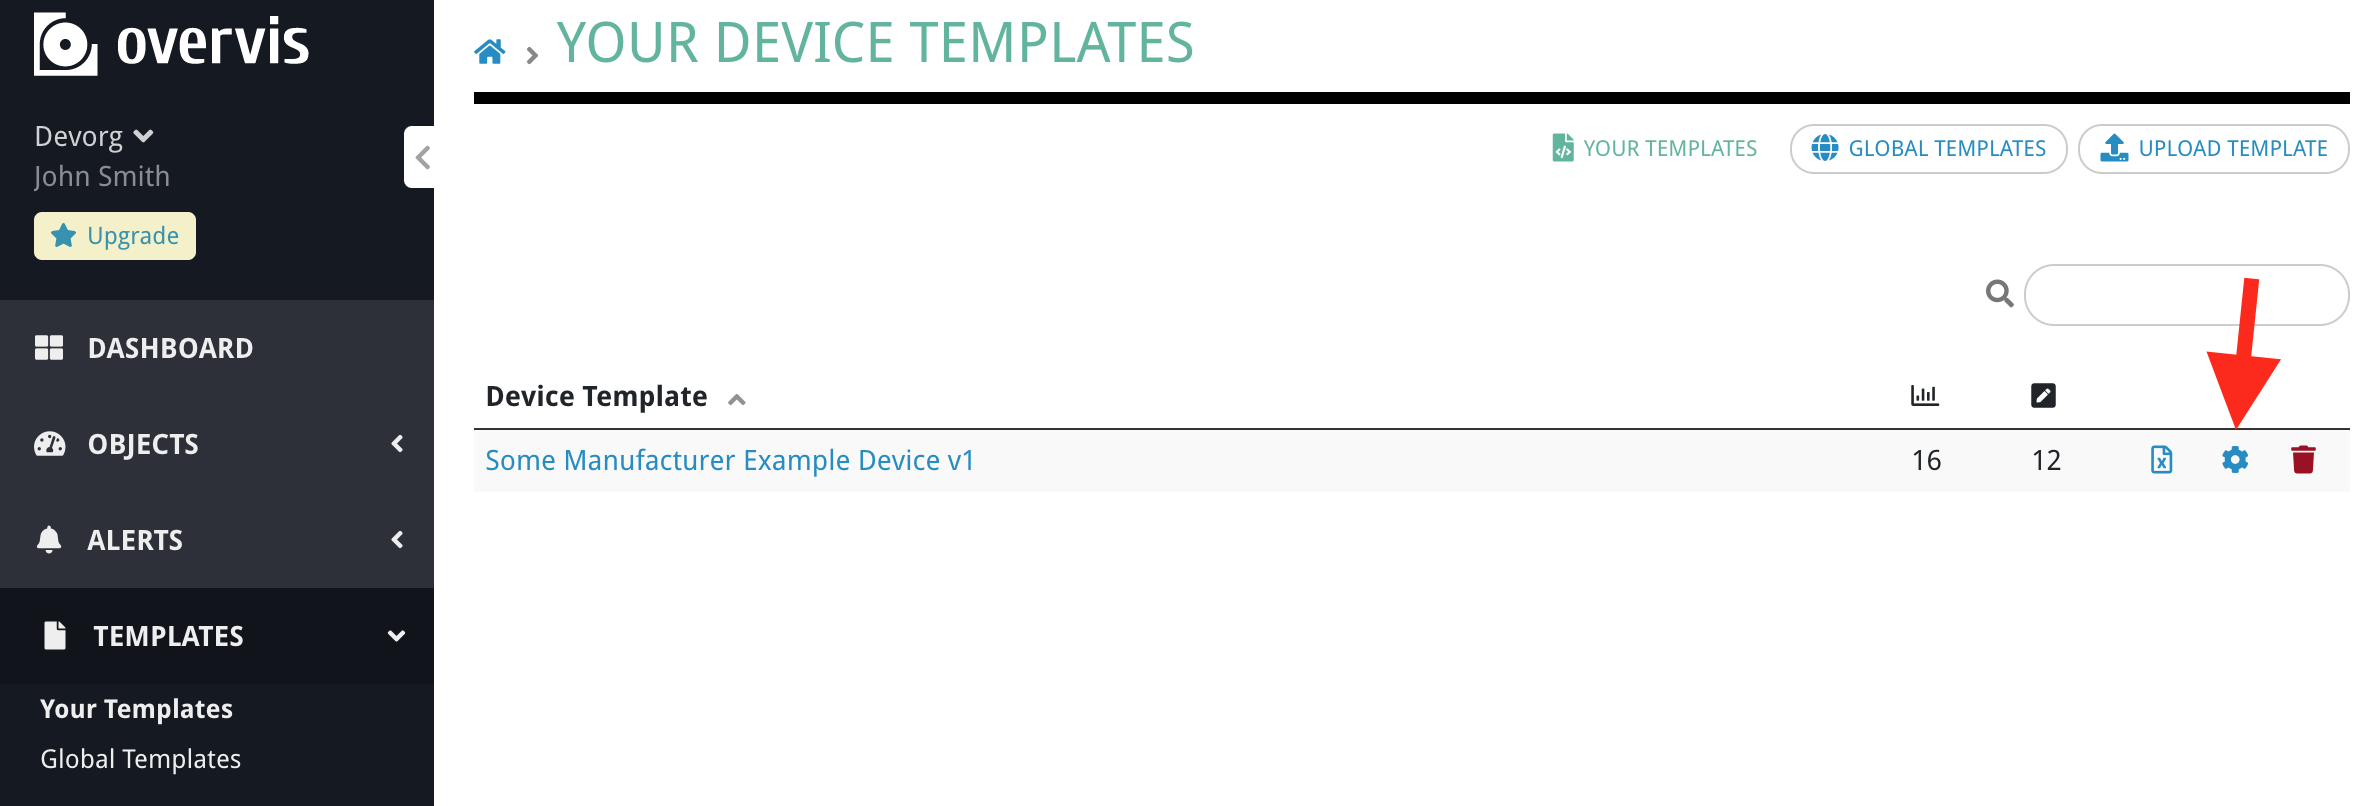 overvis
Devorg
John Smith
Upgrade
DASHBOARD
OBJECTS
ALERTS
TEMPLATES
Your Templates
Global Templates
YOUR DEVICE TEMPLATES
YOUR TEMPLATES
GLOBAL TEMPLATES
UPLOAD TEMPLATE
Device Template
Some Manufacturer Example Device v1 16 12